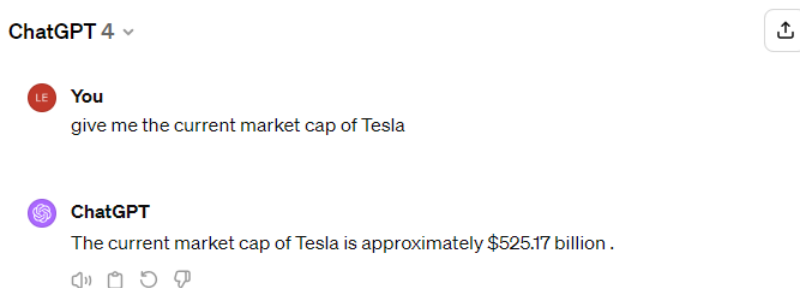 ChatGPT 4
LE
You
give me the current market cap of Tesla
ChatGPT
The current market cap of Tesla is approximately $525.17 billion .